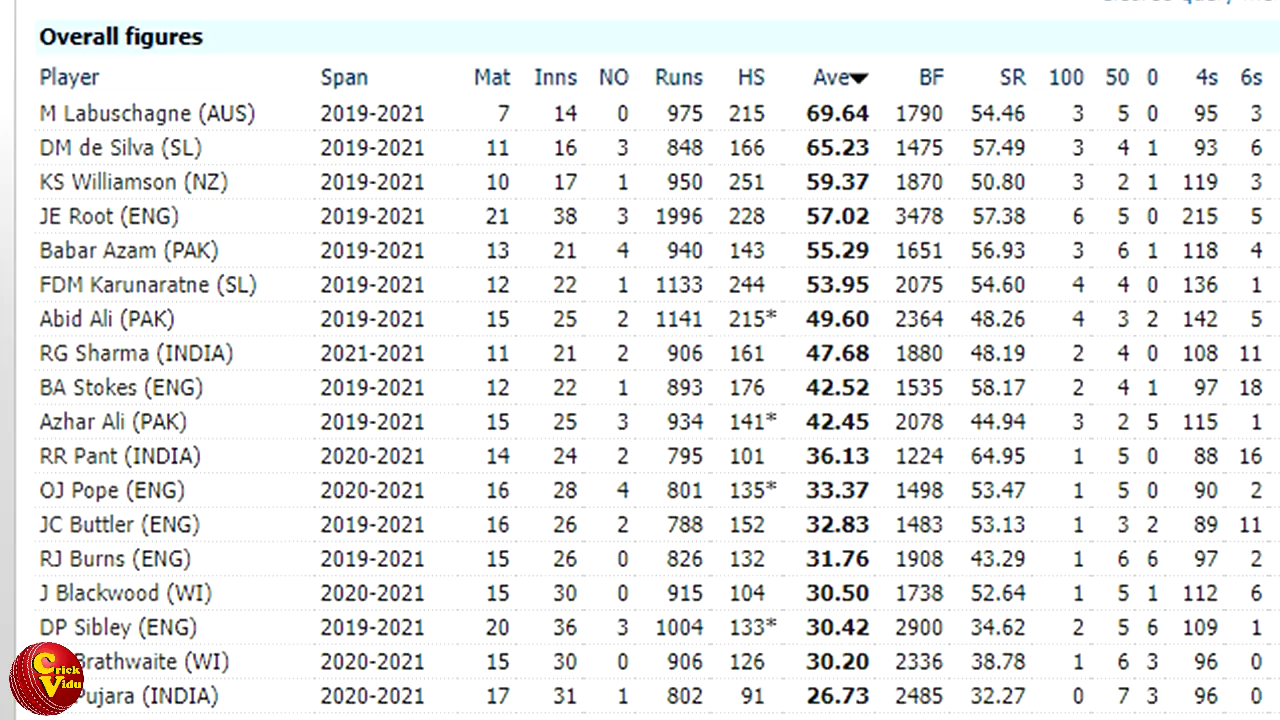 Overall figures
Player Span Mat Inns NO Runs HS Ave BF SR 100 50 0 4s 6s
M Labuschagne (AUS) 2019-2021 7 14 0 975 215 69.64 1790 54.46 3 5 0 95 3
DM de Silva (SL) 2019-2021 11 16 3 848 166 65.23 1475 57.49 3 4 1 93 6
KS Williamson (NZ) 2019-2021 10 17 1 950 251 59.37 1870 50.80 3 2 1 119 3
JE Root (ENG) 2019-2021 21 38 3 1996 228 57.02 3478 57.38 6 5 0 215 5
Babar Azam (PAK) 2019-2021 13 21 4 940 143 55.29 1651 56.93 3 6 1 118 4
FDM Karunaratne (SL) 2019-2021 12 22 1 1133 244 53.95 2075 54.60 4 4 0 136 1
Abid Ali (PAK) 2019-2021 15 25 2 1141 215* 49.60 2364 48.26 4 3 2 142 5
RG Sharma (INDIA) 2021-2021 11 21 2 906 161 47.68 1880 48.19 2 4 0 108 11
BA Stokes (ENG) 2019-2021 12 22 1 893 176 42.52 1535 58.17 2 4 1 97 18
Azhar Ali (PAK) 2019-2021 15 25 3 934 141* 42.45 2078 44.94 3 2 5 115 1
RR Pant (INDIA) 2020-2021 14 24 2 795 101 36.13 1224 64.95 1 5 0 88 16
OJ Pope (ENG) 2020-2021 16 28 4 801 135* 33.37 1498 53.47 1 5 0 90 2
JC Buttler (ENG) 2019-2021 16 26 2 788 152 32.83 1483 53.13 1 3 2 89 11
RJ Burns (ENG) 2019-2021 15 26 0 826 132 31.76 1908 43.29 1 6 6 97 2
J Blackwood (WI) 2020-2021 15 30 0 915 104 30.50 1738 52.64 1 5 1 112 6
DP Sibley (ENG) 2019-2021 20 36 3 1004 133* 30.42 2900 34.62 2 5 6 109 1
Brathwaite (WI) 2020-2021 15 30 0 906 126 30.20 2336 38.78 1 6 3 96 0
Pujara (INDIA) 2020-2021 17 31 1 802 91 26.73 2485 32.27 0 7 3 96 0
Crick
Vidu